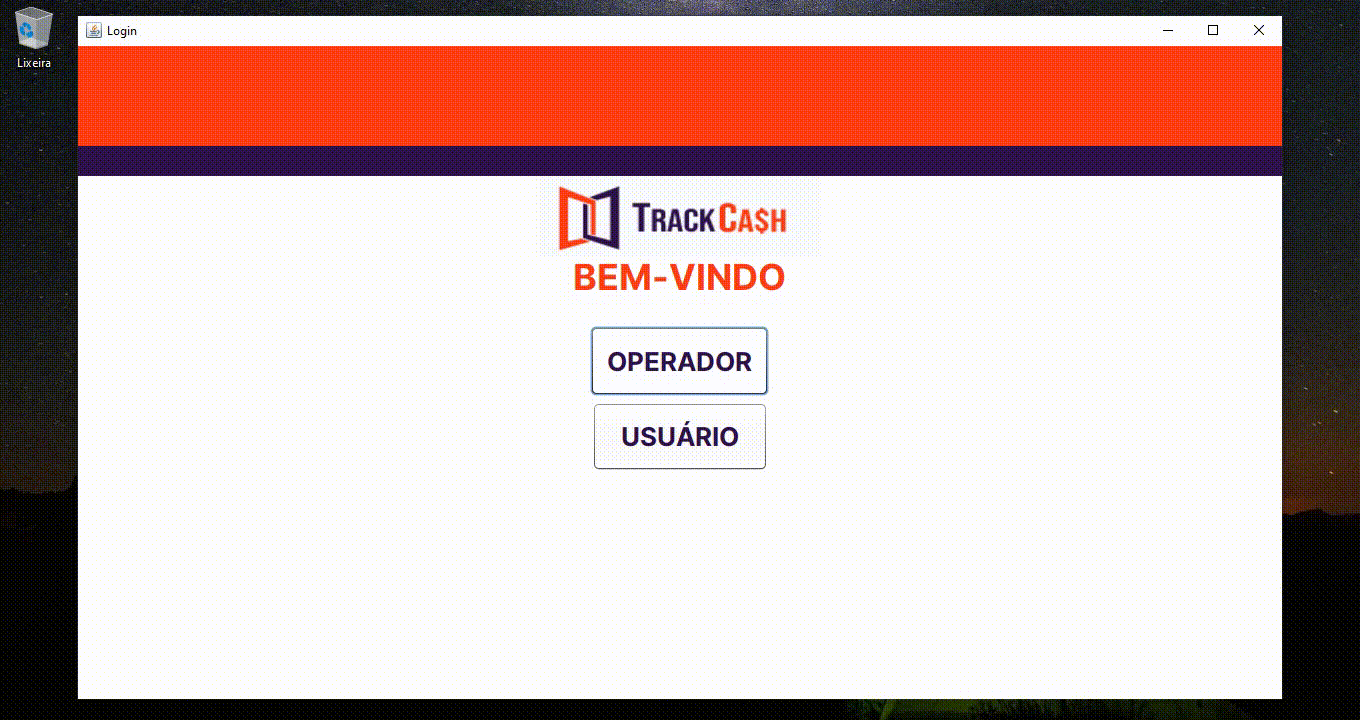 Login
Lixeira
TRACKCA$H
BEM-VINDO
OPERADOR
USUÁRIO